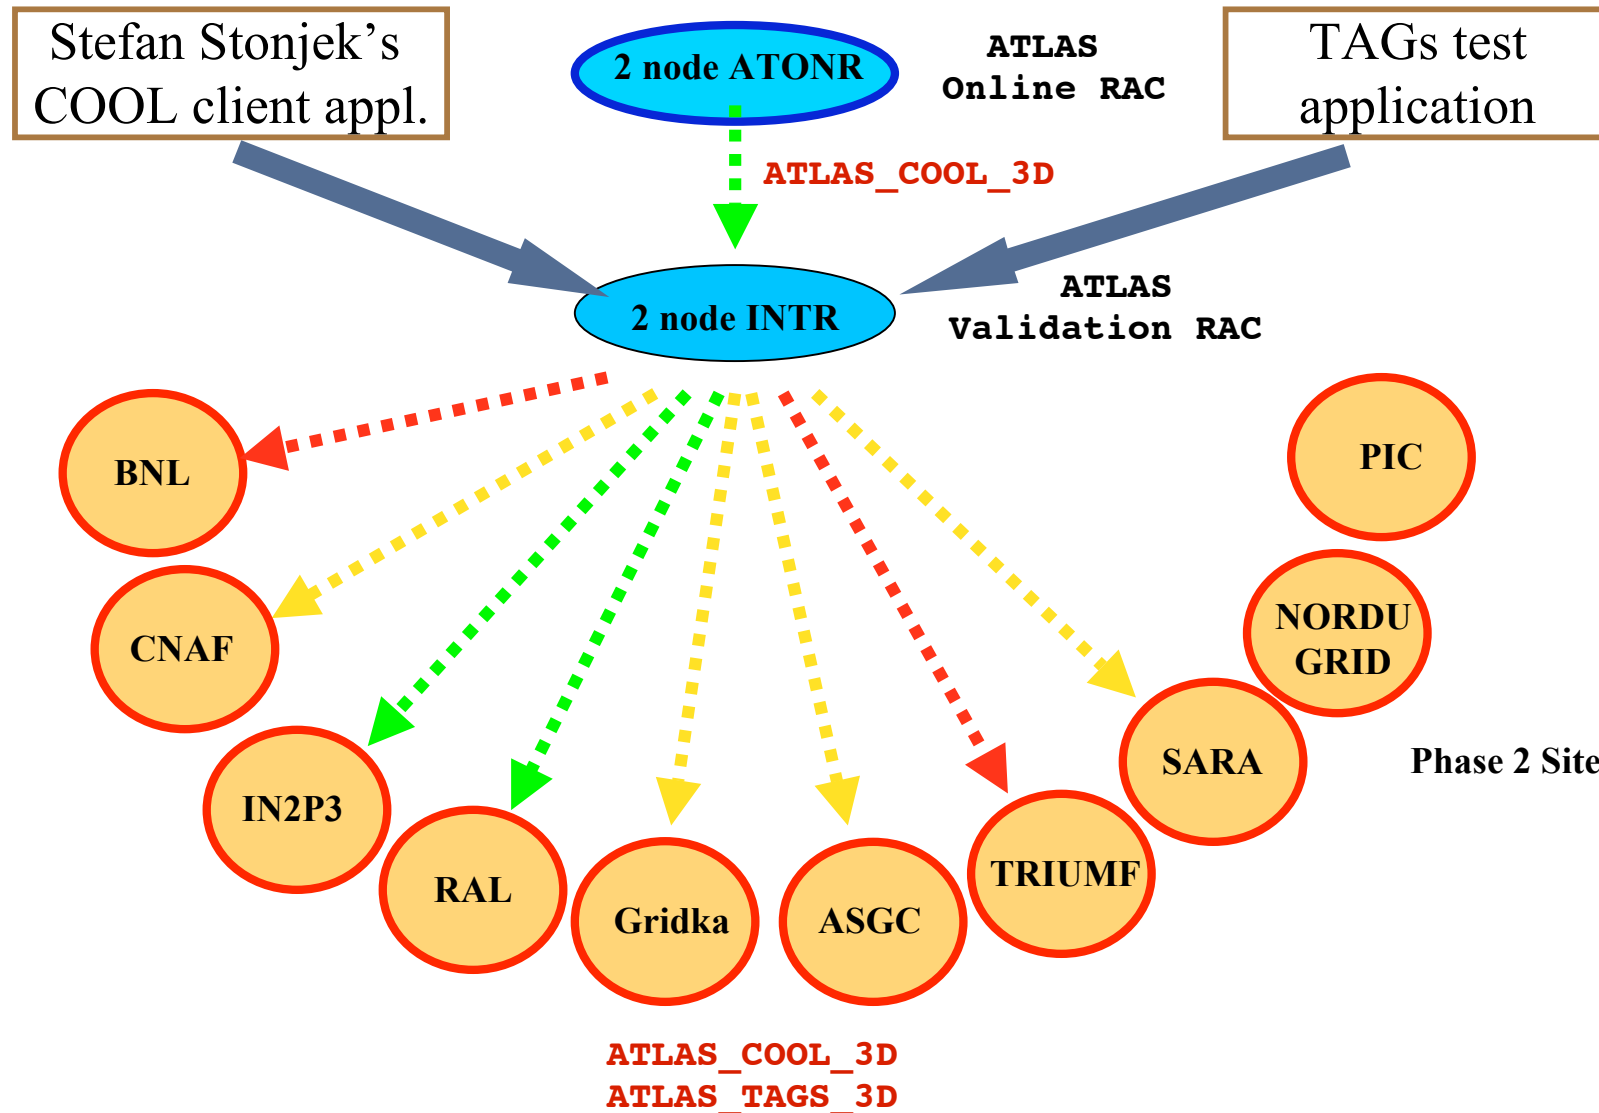 Stefan Stonjek’s
COOL client appl.
2 node ATONR
ATLAS
Online RAC
TAGs test
application
ATLAS_COOL_3D
2 node INTR
ATLAS
Validation RAC
BNL
PIC
CNAF
NORDU
GRID
IN2P3
SARA
Phase 2 Site
RAL
Gridka
ASGC
TRIUMF
ATLAS_COOL_3D
ATLAS_TAGS_3D